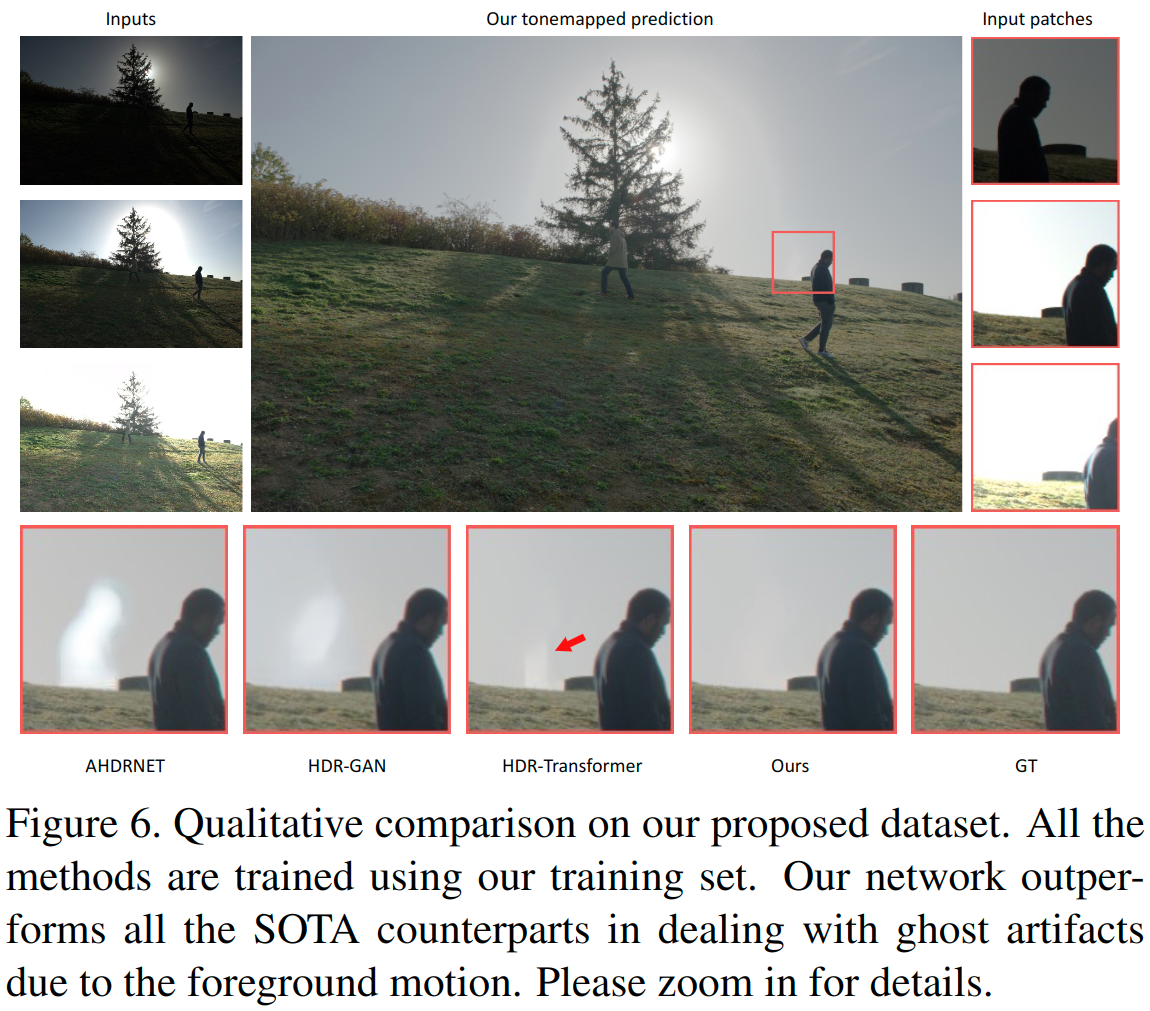 Inputs
Our tonemapped prediction
Input patches
AHDRNET
HDR-GAN
HDR-Transformer
Ours
GT
Figure 6. Qualitative comparison on our proposed dataset. All the
methods are trained using our training set. Our network outper-
forms all the SOTA counterparts in dealing with ghost artifacts
due to the foreground motion. Please zoom in for details.